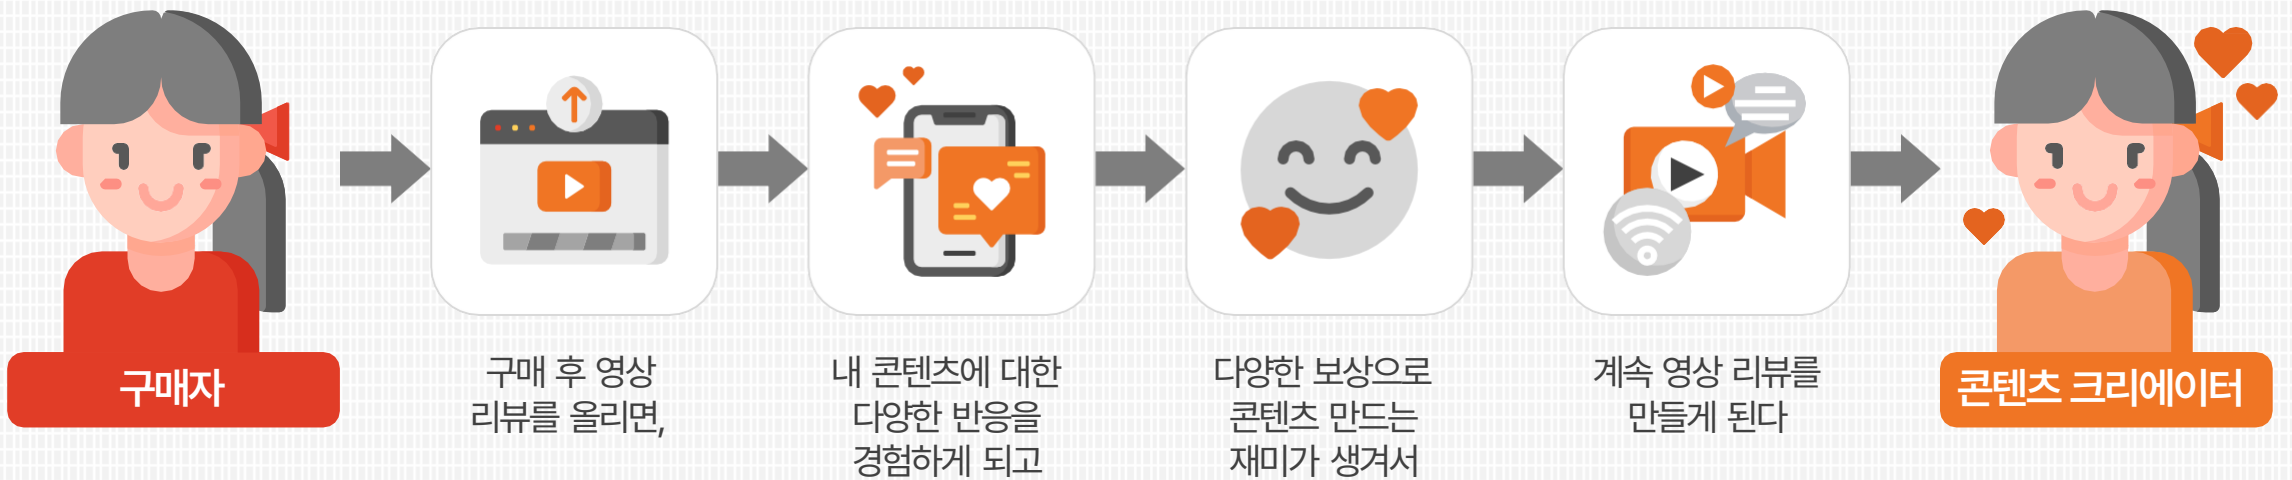 구매자
구매 후 영상
리뷰를 올리면,
내 콘텐츠에 대한
다양한 반응을
경험하게 되고
다양한 보상으로
콘텐츠 만드는
재미가 생겨서
계속 영상 리뷰를
만들게 된다
콘텐츠 크리에이터